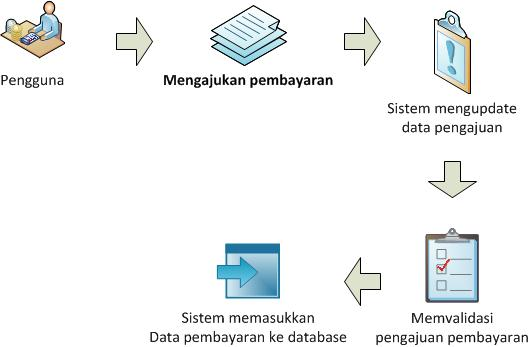 Pengguna
Mengajukan pembayaran
Sistem mengupdate
data pengajuan
Memvalidasi
pengajuan pembayaran
Sistem memasukkan
Data pembayaran ke database